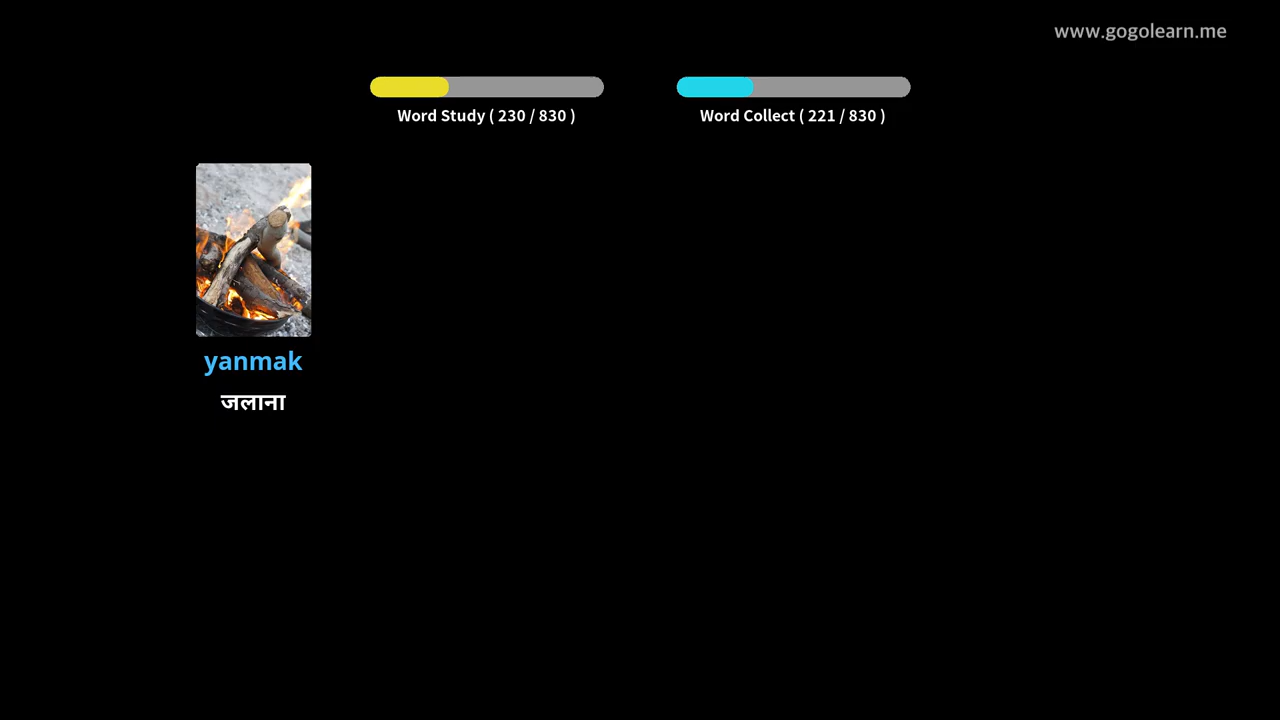 www.gogolearn.me
Word Study ( 230 / 830 )
Word Collect ( 221 / 830 )
yanmak
जलाना